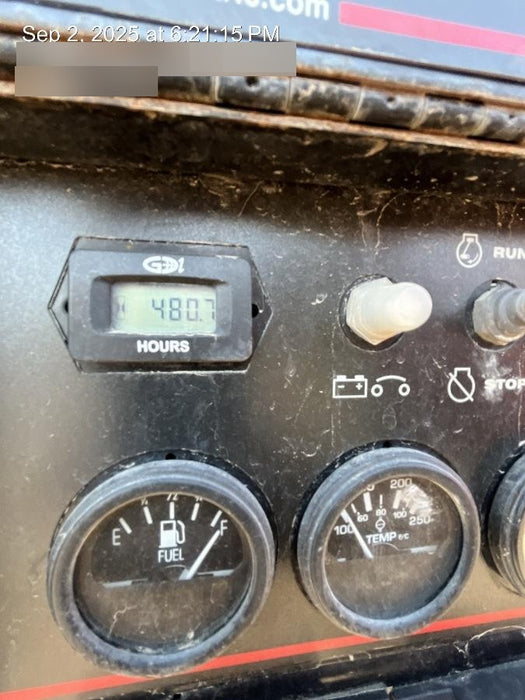 .com
Sep 2, 2025 at 6:21:15 PM
480.7
HOURS
RUN
STOP
E
F
FUEL
100
200
250
60
80
100
TEMP F/C